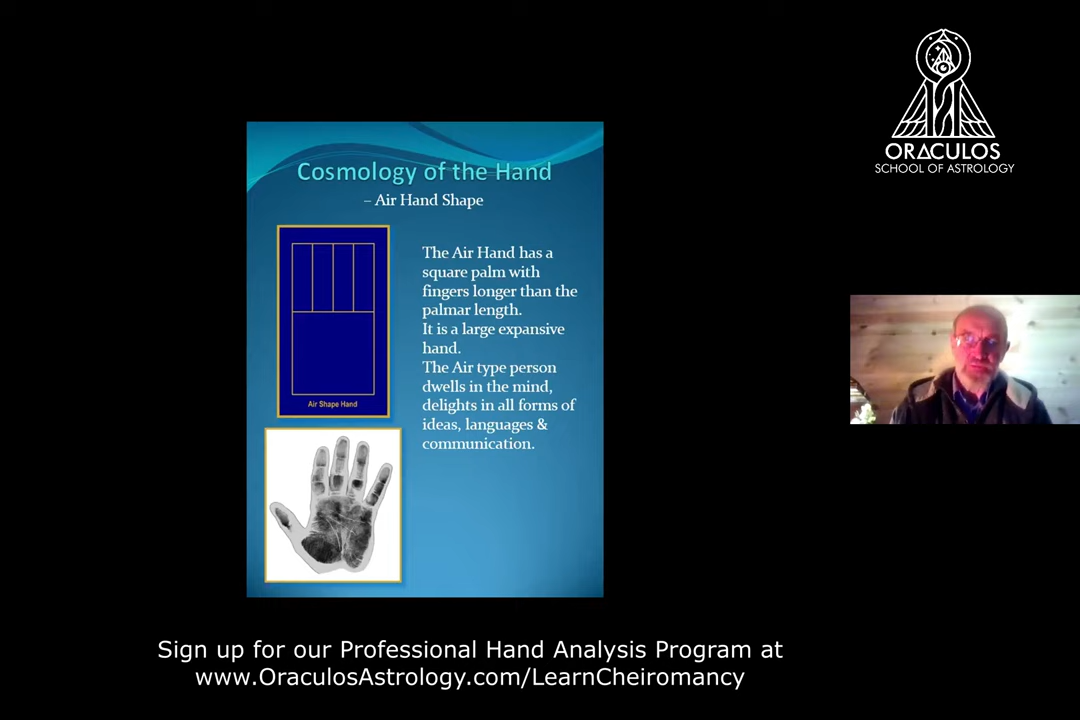 ORACULOS
SCHOOL OF ASTROLOGY
Cosmology of the Hand
– Air Hand Shape
The Air Hand has a
square palm with
fingers longer than the
palmar length.
It is a large expansive
hand.
The Air type person
dwells in the mind,
delights in all forms of
ideas, languages &
communication.
Air Shape Hand
Sign up for our Professional Hand Analysis Program at
www.OraculosAstrology.com/LearnCheiromancy